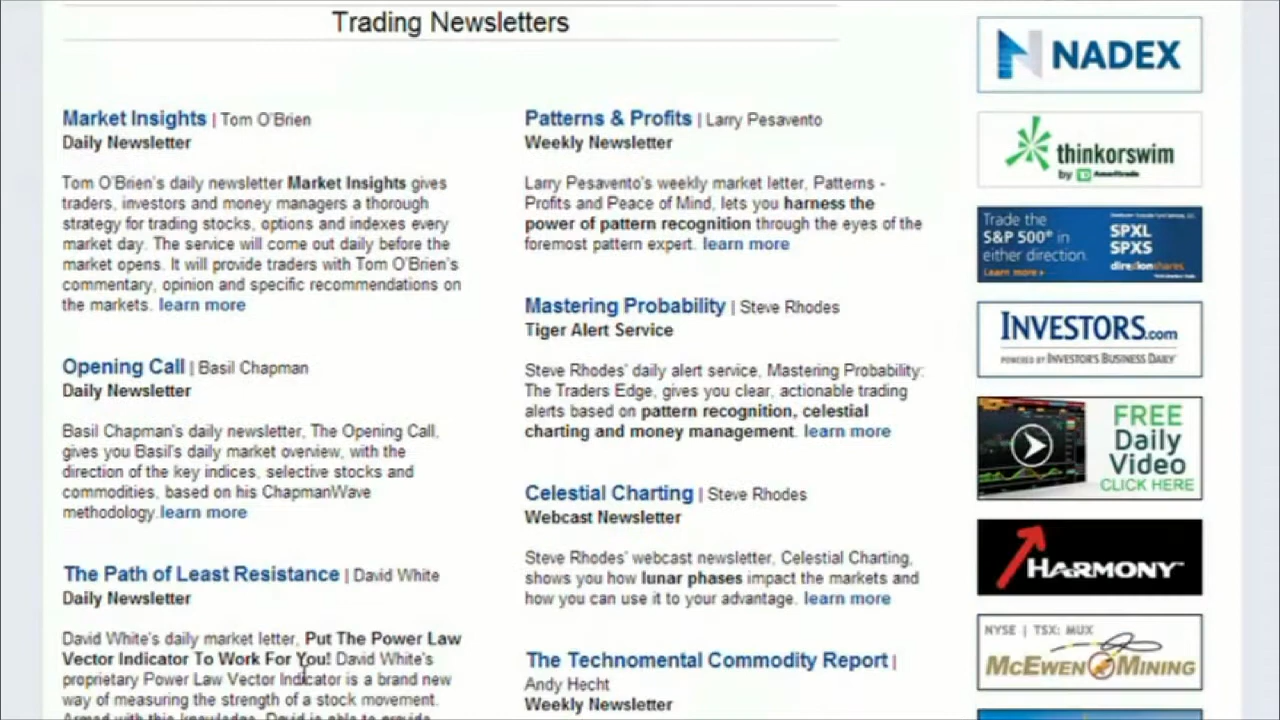 Trading Newsletters
Market Insights | Tom O'Brien
Daily Newsletter
Tom O'Brien's daily newsletter Market Insights gives
traders, investors and money managers a thorough
strategy for trading stocks, options and indexes every
market day. The service will come out daily before the
market opens. It will provide traders with Tom O'Brien's
commentary, opinion and specific recommendations on
the markets. learn more
Opening Call | Basil Chapman
Daily Newsletter
Basil Chapman's daily newsletter, The Opening Call,
gives you Basil's daily market overview, with the
direction of the key indices, selective stocks and
commodities, based on his ChapmanWave
methodology.learn more
The Path of Least Resistance | David White
Daily Newsletter
David White's daily market letter, Put The Power Law
Vector Indicator To Work For You! David White's
proprietary Power Law Vector Indicator is a brand new
way of measuring the strength of a stock movement.
Armed with this knowledge, David is able to provide
Patterns & Profits | Larry Pesavento
Weekly Newsletter
Larry Pesavento's weekly market letter, Patterns -
Profits and Peace of Mind, lets you harness the
power of pattern recognition through the eyes of the
foremost pattern expert. learn more
Mastering Probability | Steve Rhodes
Tiger Alert Service
Steve Rhodes' daily alert service, Mastering Probability:
The Traders Edge, gives you clear, actionable trading
alerts based on pattern recognition, celestial
charting and money management. learn more
Celestial Charting | Steve Rhodes
Webcast Newsletter
Steve Rhodes' webcast newsletter, Celestial Charting,
shows you how lunar phases impact the markets and
how you can use it to your advantage. learn more
The Technomental Commodity Report |
Andy Hecht
Weekly Newsletter
NADEX
thinkorswim
by TD Ameritrade
Trade the
S&P 500® in
either direction.
Learn more
SPXL
SPXS
direxionshares
INVESTORS.com
POWERED BY INVESTOR'S BUSINESS DAILY
FREE
Daily
Video
CLICK HERE
HARMONY™
NYSE | TSX: MUX
MCEWEN MINING